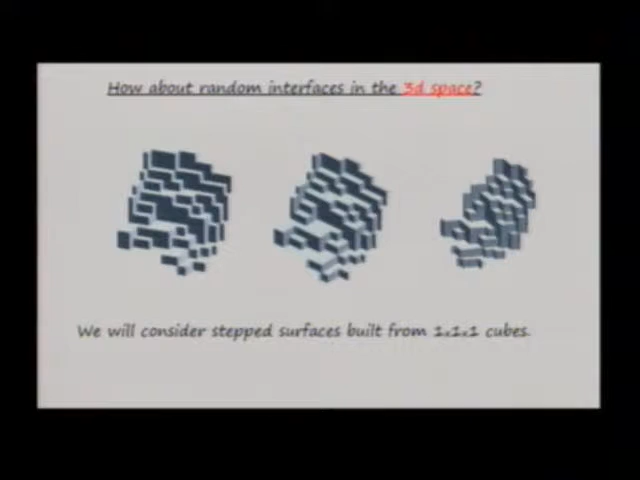 How about random interfaces in the 3d space?
We will consider stepped surfaces built from 1x1x1 cubes.